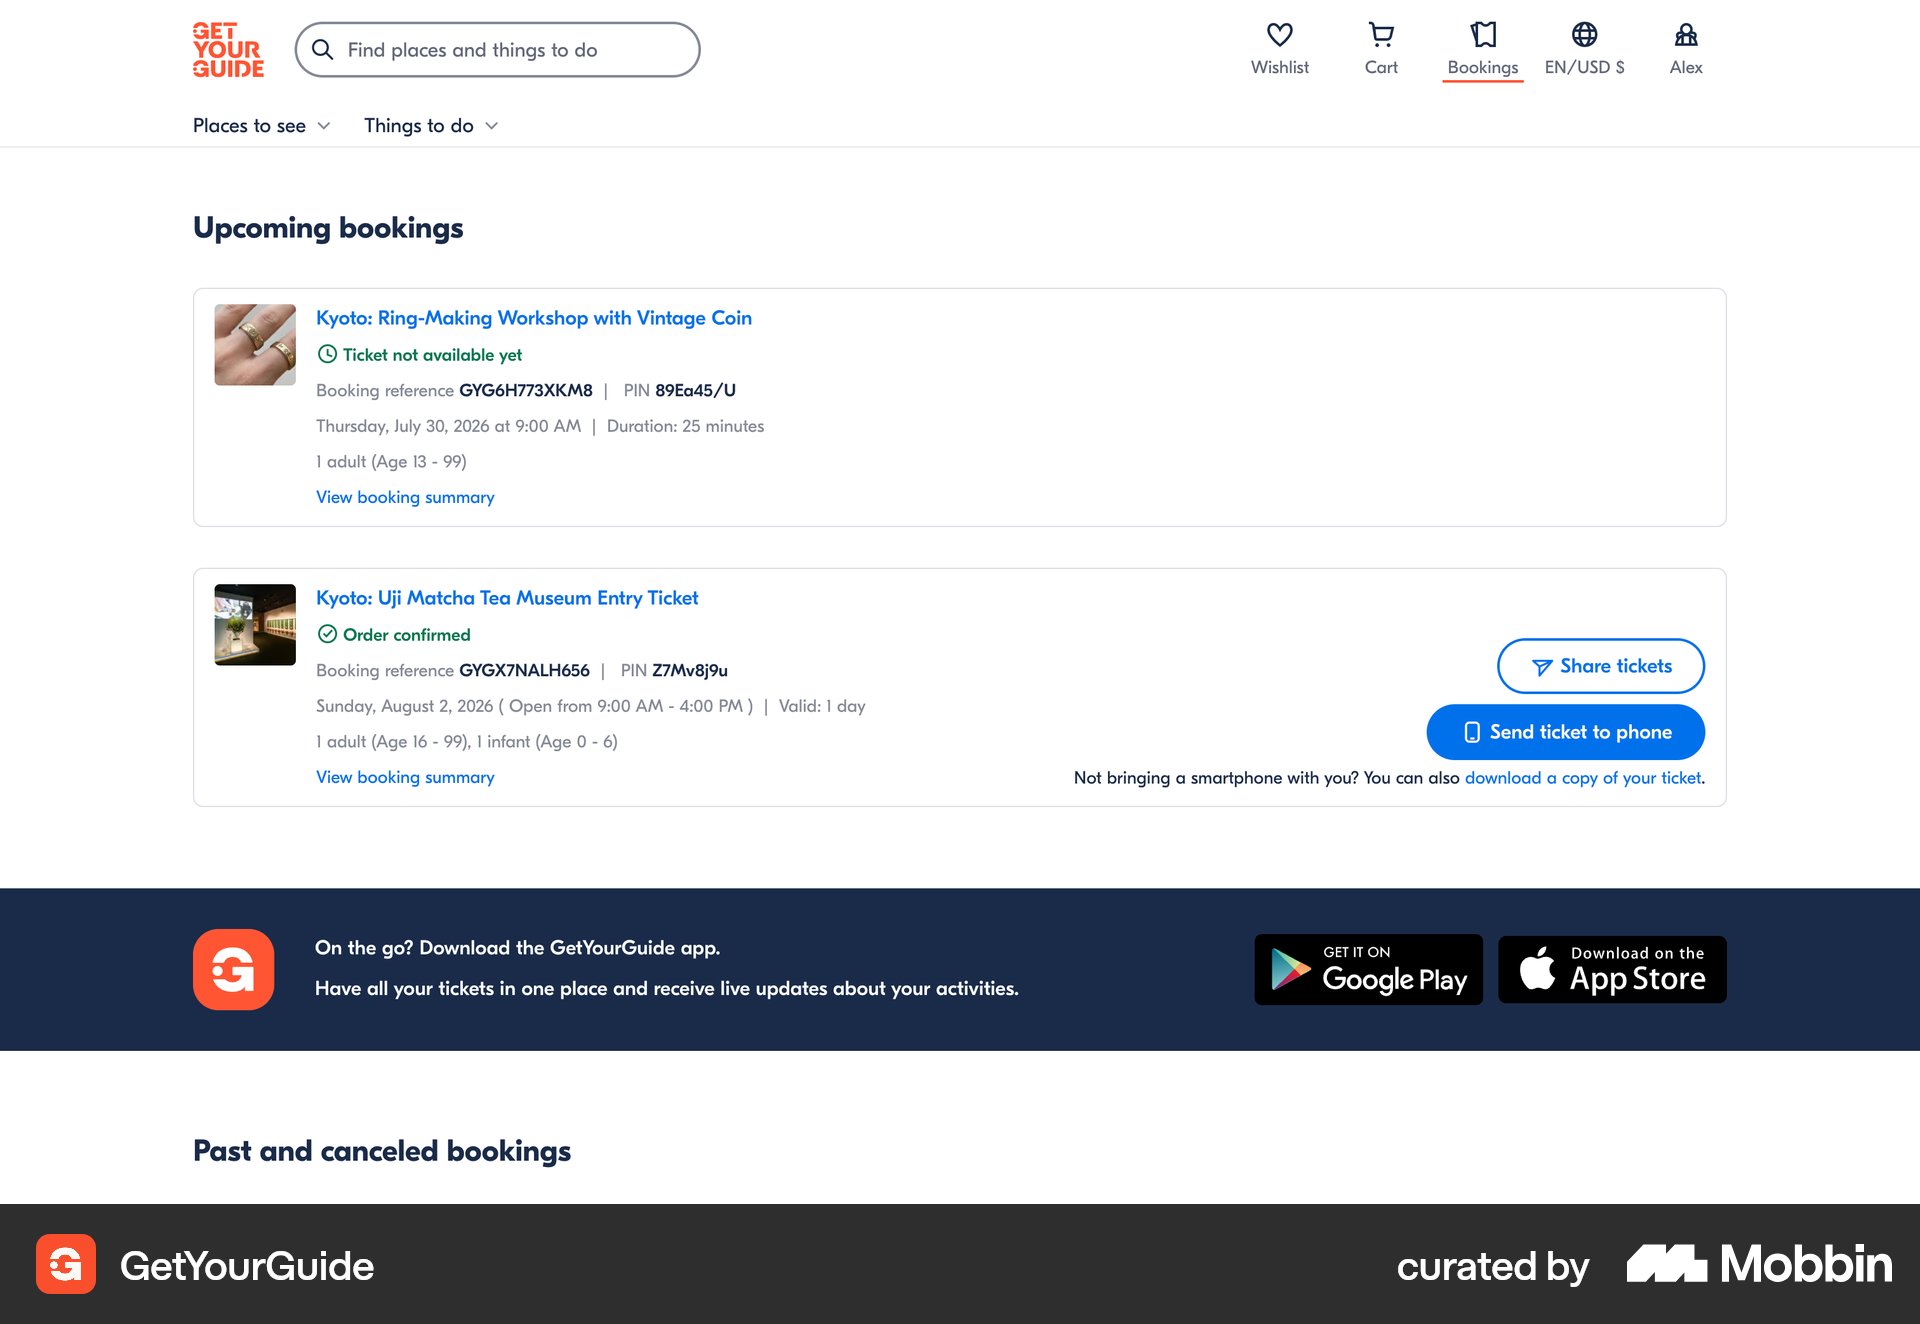 GET
YOUR
GUIDE
Find places and things to do
Wishlist
Cart
Bookings
EN/USD $
Alex
Places to see
Things to do
Upcoming bookings
Kyoto: Ring-Making Workshop with Vintage Coin
Ticket not available yet
Booking reference GYG6H773XKM8 | PIN 89Ea45/U
Thursday, July 30, 2026 at 9:00 AM | Duration: 25 minutes
1 adult (Age 13 - 99)
View booking summary
Kyoto: Uji Matcha Tea Museum Entry Ticket
Order confirmed
Booking reference GYGX7NALH656 | PIN Z7Mv8j9u
Sunday, August 2, 2026 ( Open from 9:00 AM - 4:00 PM ) | Valid: 1 day
1 adult (Age 16 - 99), 1 infant (Age 0 - 6)
View booking summary
Share tickets
Send ticket to phone
Not bringing a smartphone with you? You can also download a copy of your ticket.
On the go? Download the GetYourGuide app.
Have all your tickets in one place and receive live updates about your activities.
GET IT ON
Google Play
Download on the
App Store
Past and canceled bookings
GetYourGuide
curated by
Mobbin